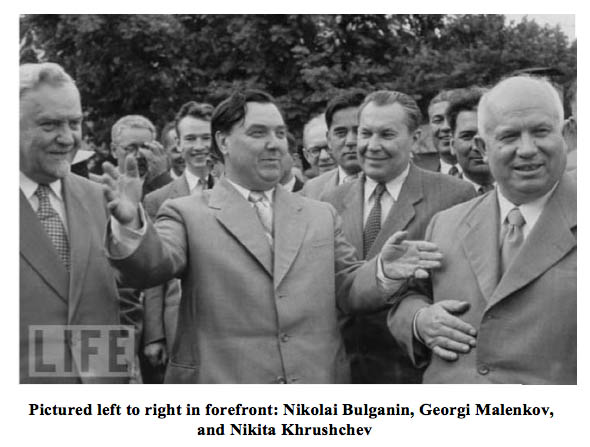 LIFE
Pictured left to right in forefront: Nikolai Bulganin, Georgi Malenkov,
and Nikita Khrushchev